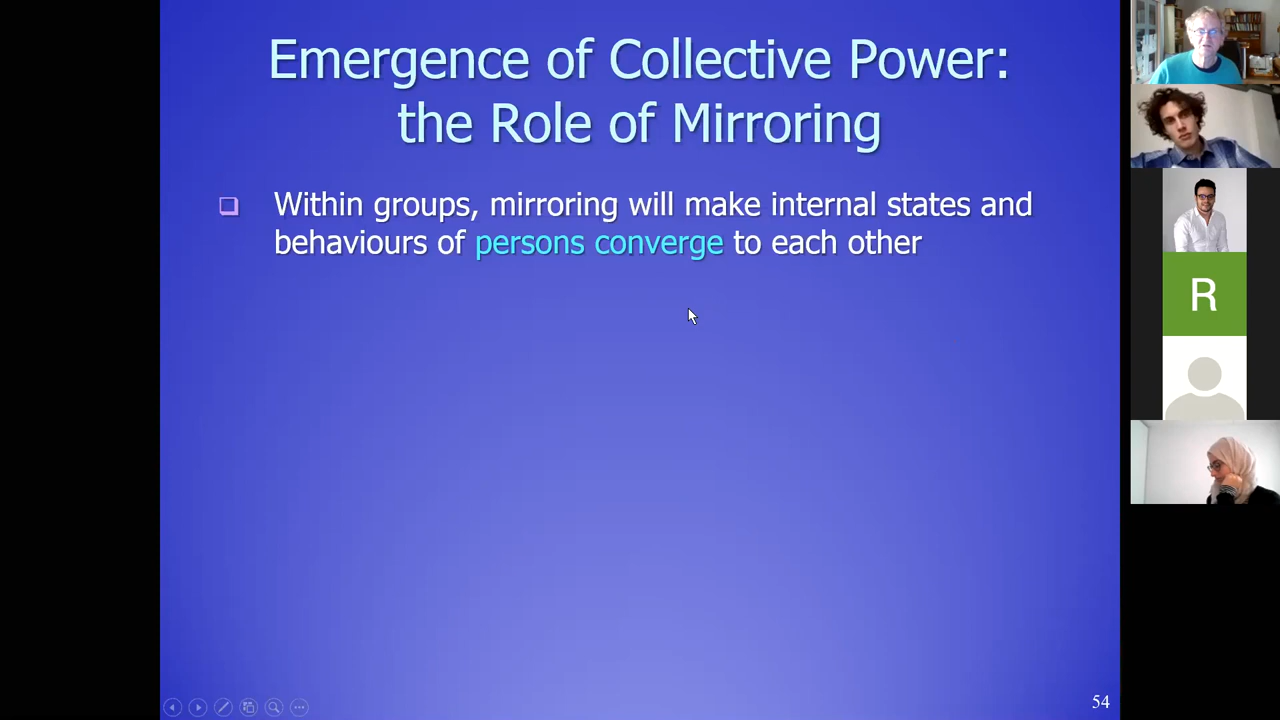 Emergence of Collective Power:
the Role of Mirroring
Within groups, mirroring will make internal states and
behaviours of persons converge to each other
R
54